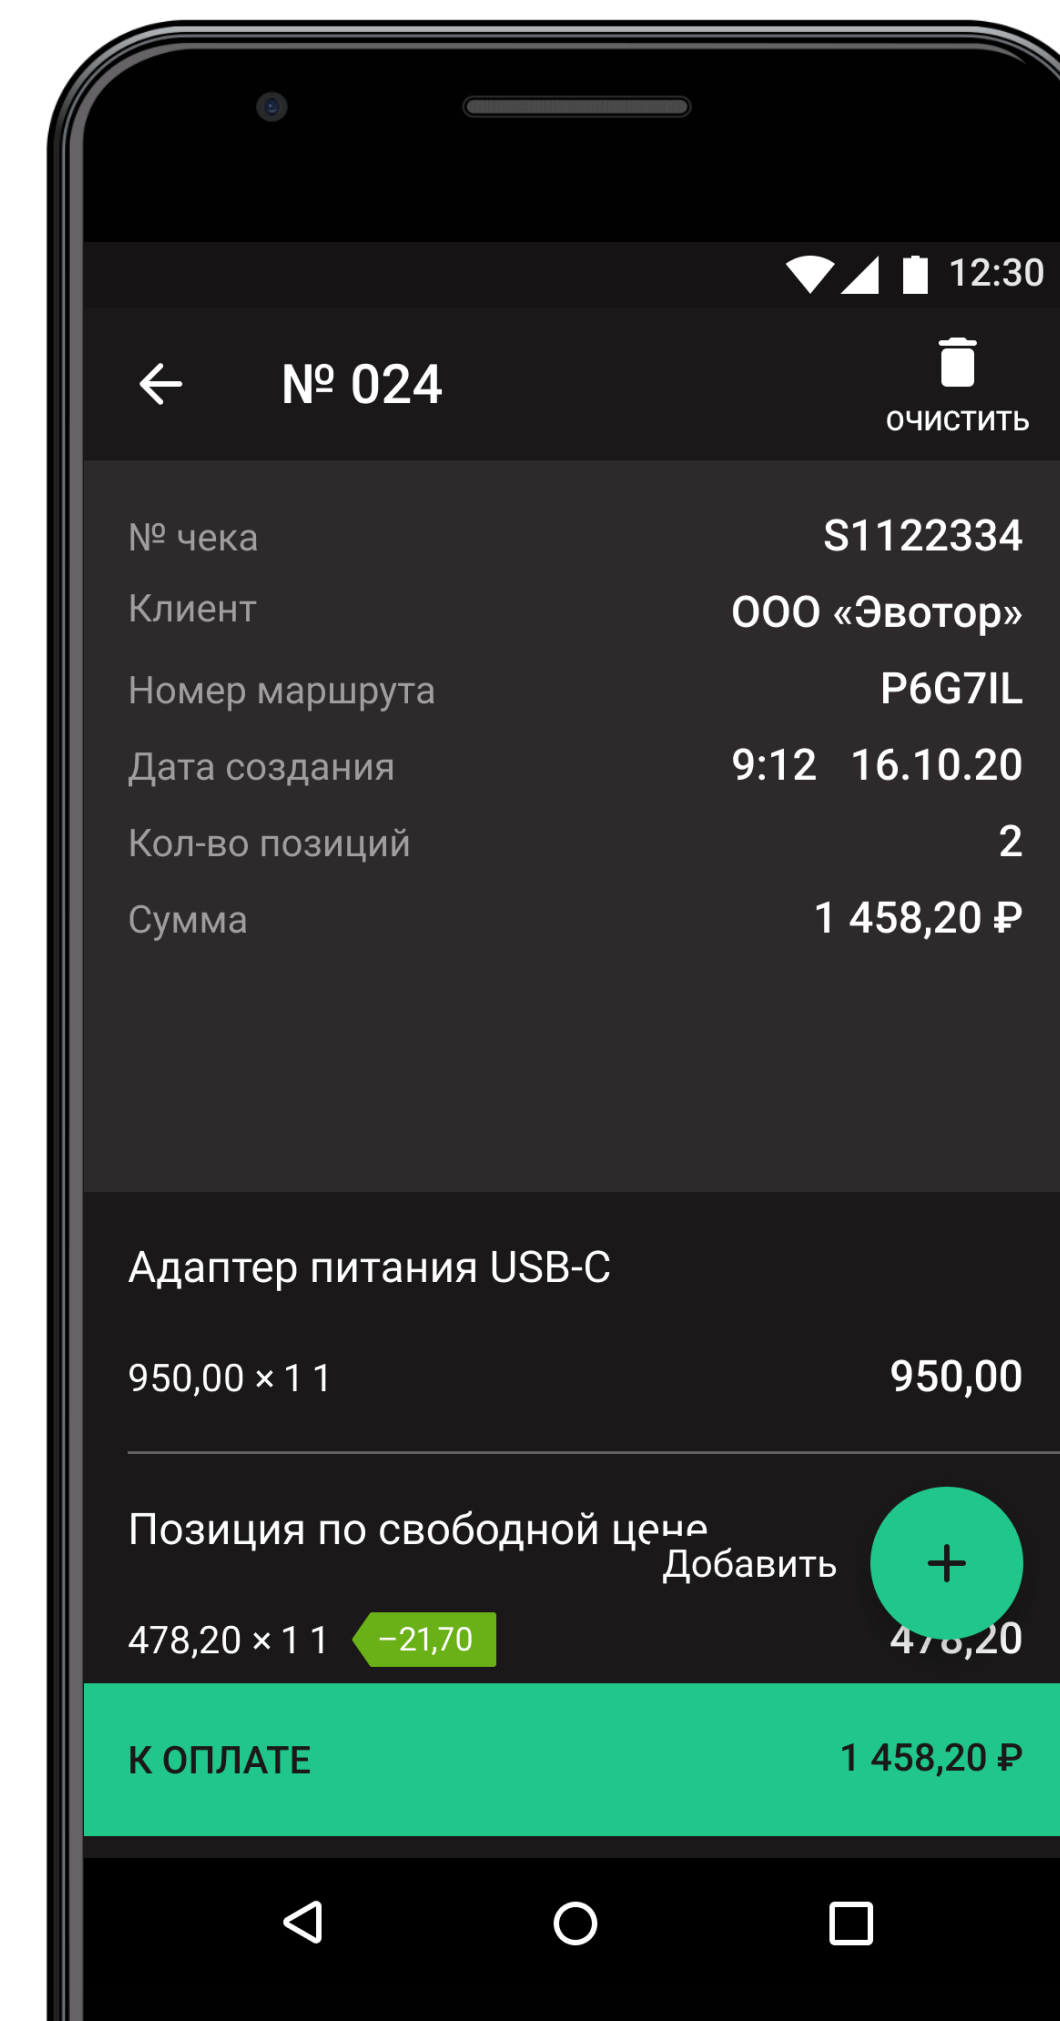 12:30
№ 024
ОЧИСТИТЬ
№ чека S1122334
Клиент ООО «Эвотор»
Номер маршрута P6G7IL
Дата создания 9:12 16.10.20
Кол-во позиций 2
Сумма 1 458,20 ₽
Адаптер питания USB-C
950,00 × 1 1 950,00
Позиция по свободной цене
Добавить
478,20 × 1 1 −21,70 478,20
К ОПЛАТЕ 1 458,20 ₽